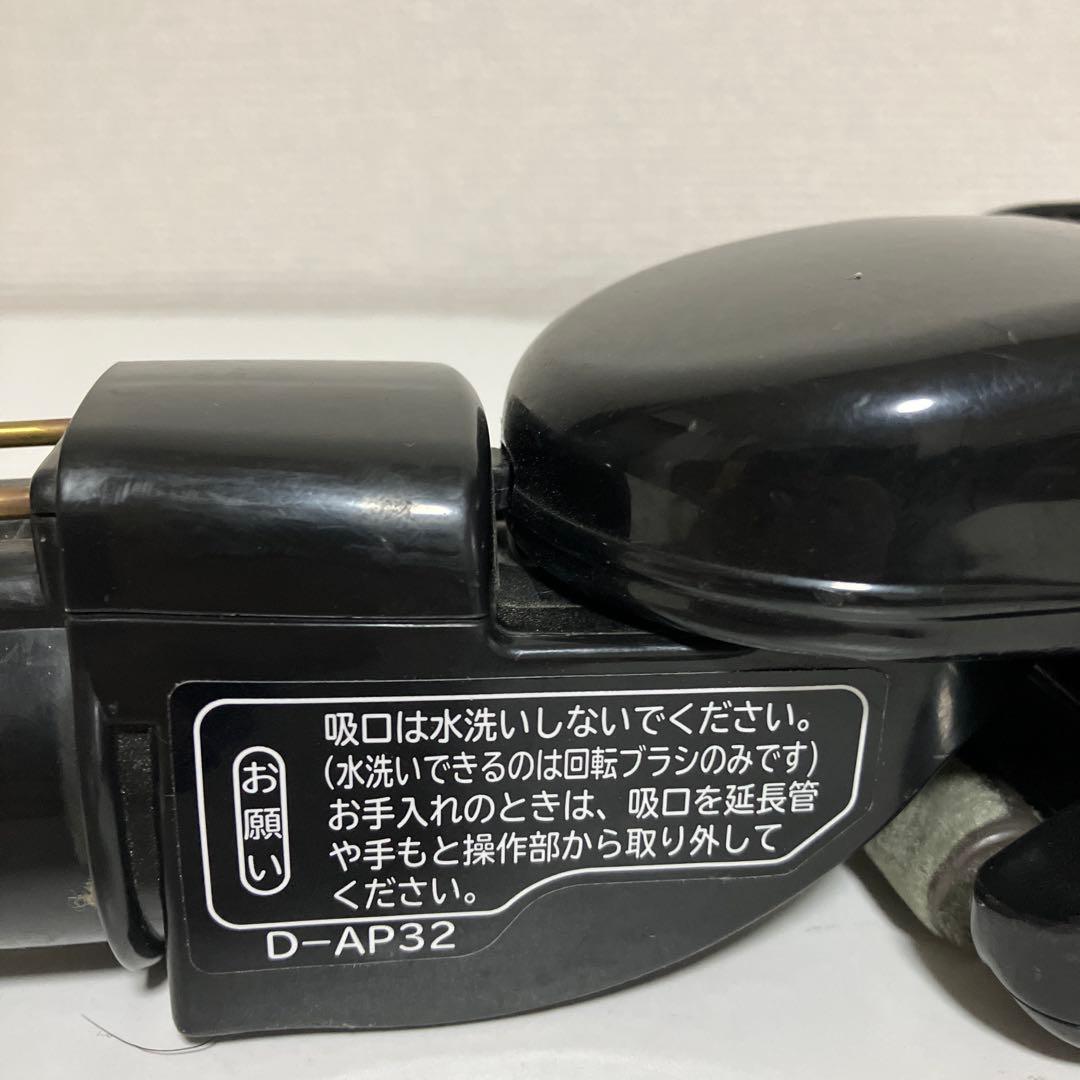 お願い
吸口は水洗いしないでください。
(水洗いできるのは回転ブラシのみです)
お手入れのときは、吸口を延長管
や手もと操作部から取り外して
ください。
D-AP32